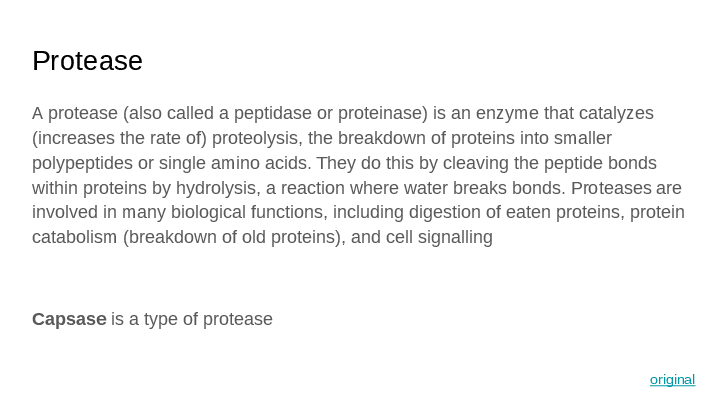 Protease
A protease (also called a peptidase or proteinase) is an enzyme that catalyzes
(increases the rate of) proteolysis, the breakdown of proteins into smaller
polypeptides or single amino acids. They do this by cleaving the peptide bonds
within proteins by hydrolysis, a reaction where water breaks bonds. Proteases are
involved in many biological functions, including digestion of eaten proteins, protein
catabolism (breakdown of old proteins), and cell signalling
Capsase is a type of protease
original